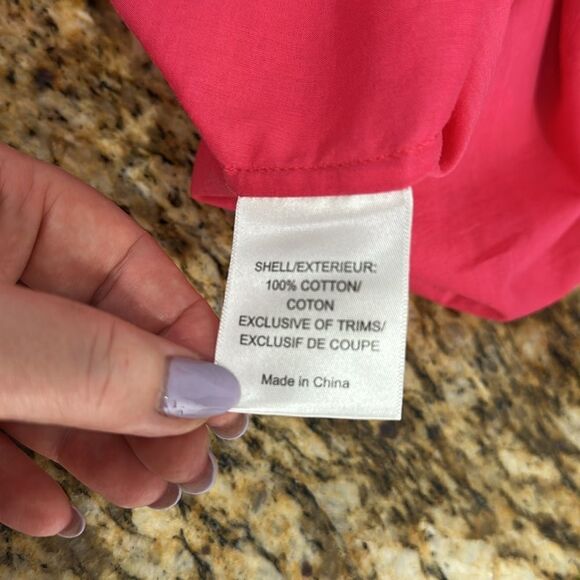 SHELL/EXTERIEUR:
100% COTTON/
COTON
EXCLUSIVE OF TRIMS/
EXCLUSIF DE COUPE
Made in China